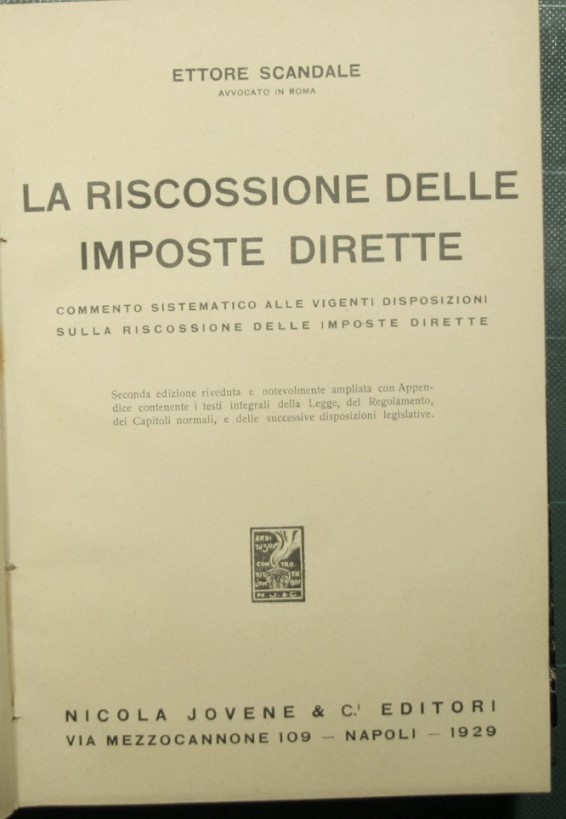 ETTORE SCANDALE
AVVOCATO IN ROMA
LA RISCOSSIONE DELLE
IMPOSTE DIRETTE
COMMENTO SISTEMATICO ALLE VIGENTI DISPOSIZIONI
SULLA RISCOSSIONE DELLE IMPOSTE DIRETTE
Seconda edizione riveduta e notevolmente ampliata con Appen-
dice contenente i testi integrali della Legge, del Regolamento,
dei Capitoli normali, e delle successive disposizioni legislative.
N. J. & C.
NICOLA JOVENE & C.i EDITORI
VIA MEZZOCANNONE 109 — NAPOLI — 1929